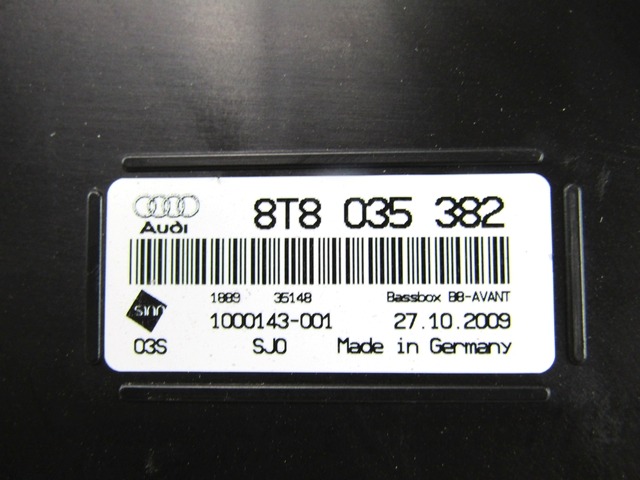 Audi 8T8 035 382
1889 35148 Bassbox B8-AVANT
sinn 1000143-001 27.10.2009
03S SJ0 Made in Germany